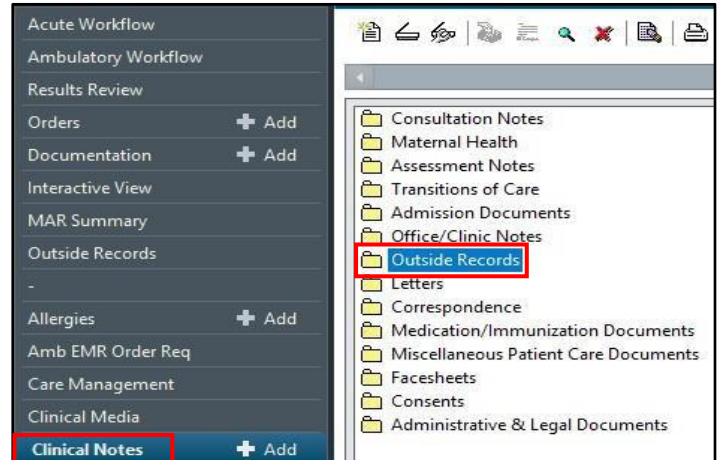 Acute Workflow
Ambulatory Workflow
Results Review
Orders + Add
Documentation + Add
Interactive View
MAR Summary
Outside Records
-
Allergies + Add
Amb EMR Order Req
Care Management
Clinical Media
Clinical Notes + Add
Consultation Notes
Maternal Health
Assessment Notes
Transitions of Care
Admission Documents
Office/Clinic Notes
Outside Records
Letters
Correspondence
Medication/Immunization Documents
Miscellaneous Patient Care Documents
Facesheets
Consents
Administrative & Legal Documents